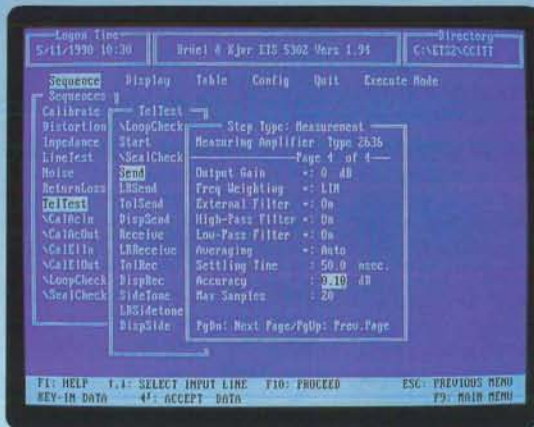 Logon Time
5/11/1990 10:30
Brüel & Kjær ETS 5302 Vers 1.94
Directory
C:\ETS2\CCITT
Sequence Display Table Config Quit Execute Mode
Sequences
Calibrate
Distortion
Impedance
LineTest
Noise
ReturnLoss
TelTest
\CalAcIn
\CalAcOut
\CalElIn
\CalElOut
\LoopCheck
\SealCheck
TelTest
\LoopCheck
Start
\SealCheck
Send
LRSend
TolSend
DispSend
Receive
LRReceive
TolRec
DispRec
SideTone
LRSidetone
DispSide
Step Type: Measurement
Measuring Amplifier Type 2636
Page 4 of 4
Output Gain : 0 dB
Freq Weighting : LIN
External Filter : On
High-Pass Filter : On
Low-Pass Filter : On
Averaging : Auto
Settling Time : 50.0 msec.
Accuracy : 0.10 dB
Max Samples : 20
PgDn: Next Page/PgUp: Prev.Page
F1: HELP ↑,↓: SELECT INPUT LINE F10: PROCEED ESC: PREVIOUS MENU
KEY-IN DATA ACCEPT DATA F9: MAIN MENU